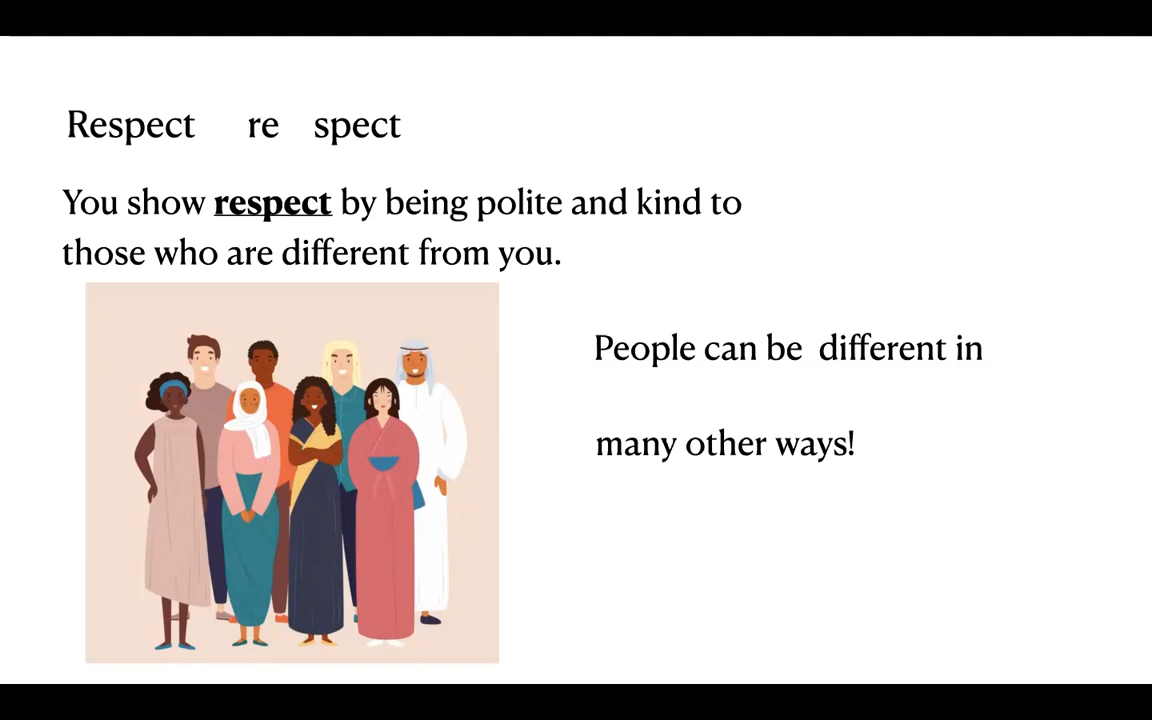 Respect re spect
You show respect by being polite and kind to
those who are different from you.
People can be different in
many other ways!